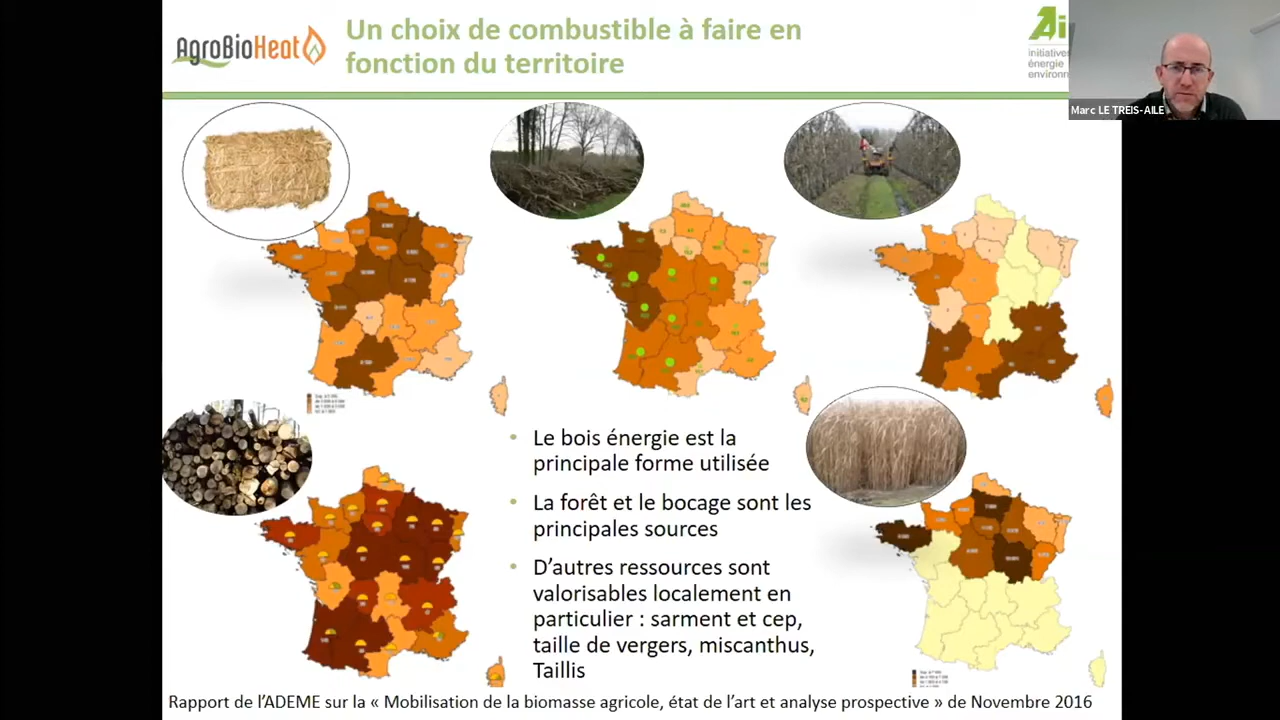 AgroBioHeat
Un choix de combustible à faire en
fonction du territoire
initiatives
énergie
environn
Marc LE TREIS-AILE
Le bois énergie est la
principale forme utilisée
La forêt et le bocage sont les
principales sources
D'autres ressources sont
valorisables localement en
particulier : sarment et cep,
taille de vergers, miscanthus,
Taillis
Rapport de l'ADEME sur la « Mobilisation de la biomasse agricole, état de l'art et analyse prospective » de Novembre 2016